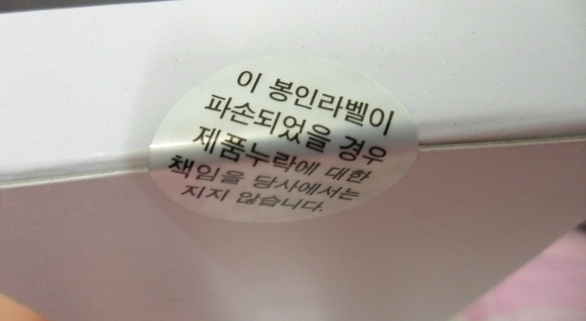 이 봉인라벨이
파손되었을 경우
제품누락에 대한
책임을 당사에서는
지지 않습니다.